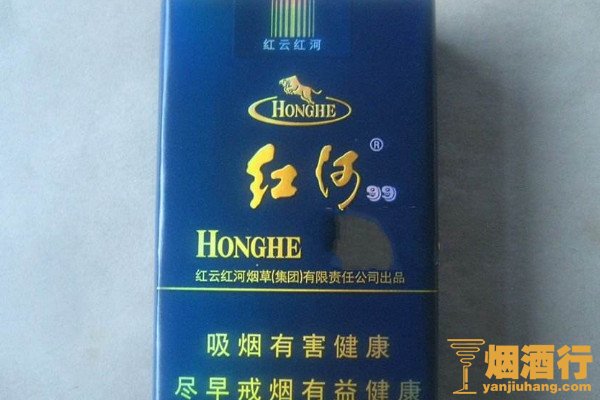 红云红河
HONGHE
红河®
99
HONGHE
红云红河烟草(集团)有限责任公司出品
吸烟有害健康
尽早戒烟有益健康
烟酒行
yanjiuhang.com